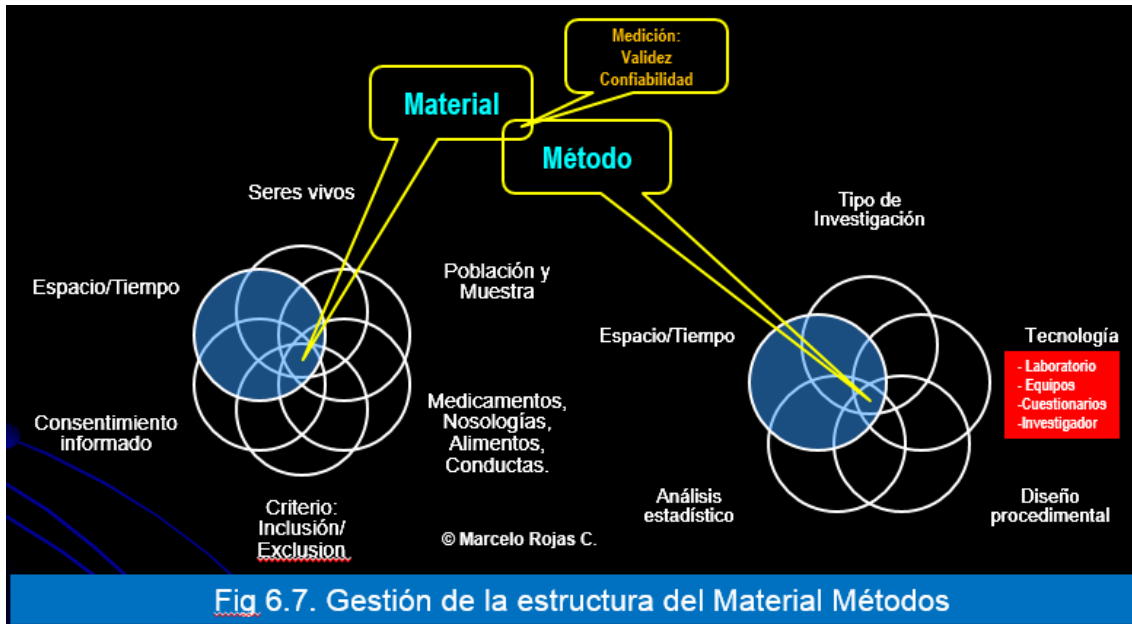 Medición:
Validez
Confiabilidad
Material
Método
Seres vivos
Tipo de
Investigación
Espacio/Tiempo
Población y
Muestra
Espacio/Tiempo
Tecnología
- Laboratorio
- Equipos
-Cuestionarios
-Investigador
Consentimiento
informado
Medicamentos,
Nosologías,
Alimentos,
Conductas.
Criterio:
Inclusión/
Exclusion
Análisis
estadístico
Diseño
procedimental
© Marcelo Rojas C.
Fig 6.7. Gestión de la estructura del Material Métodos